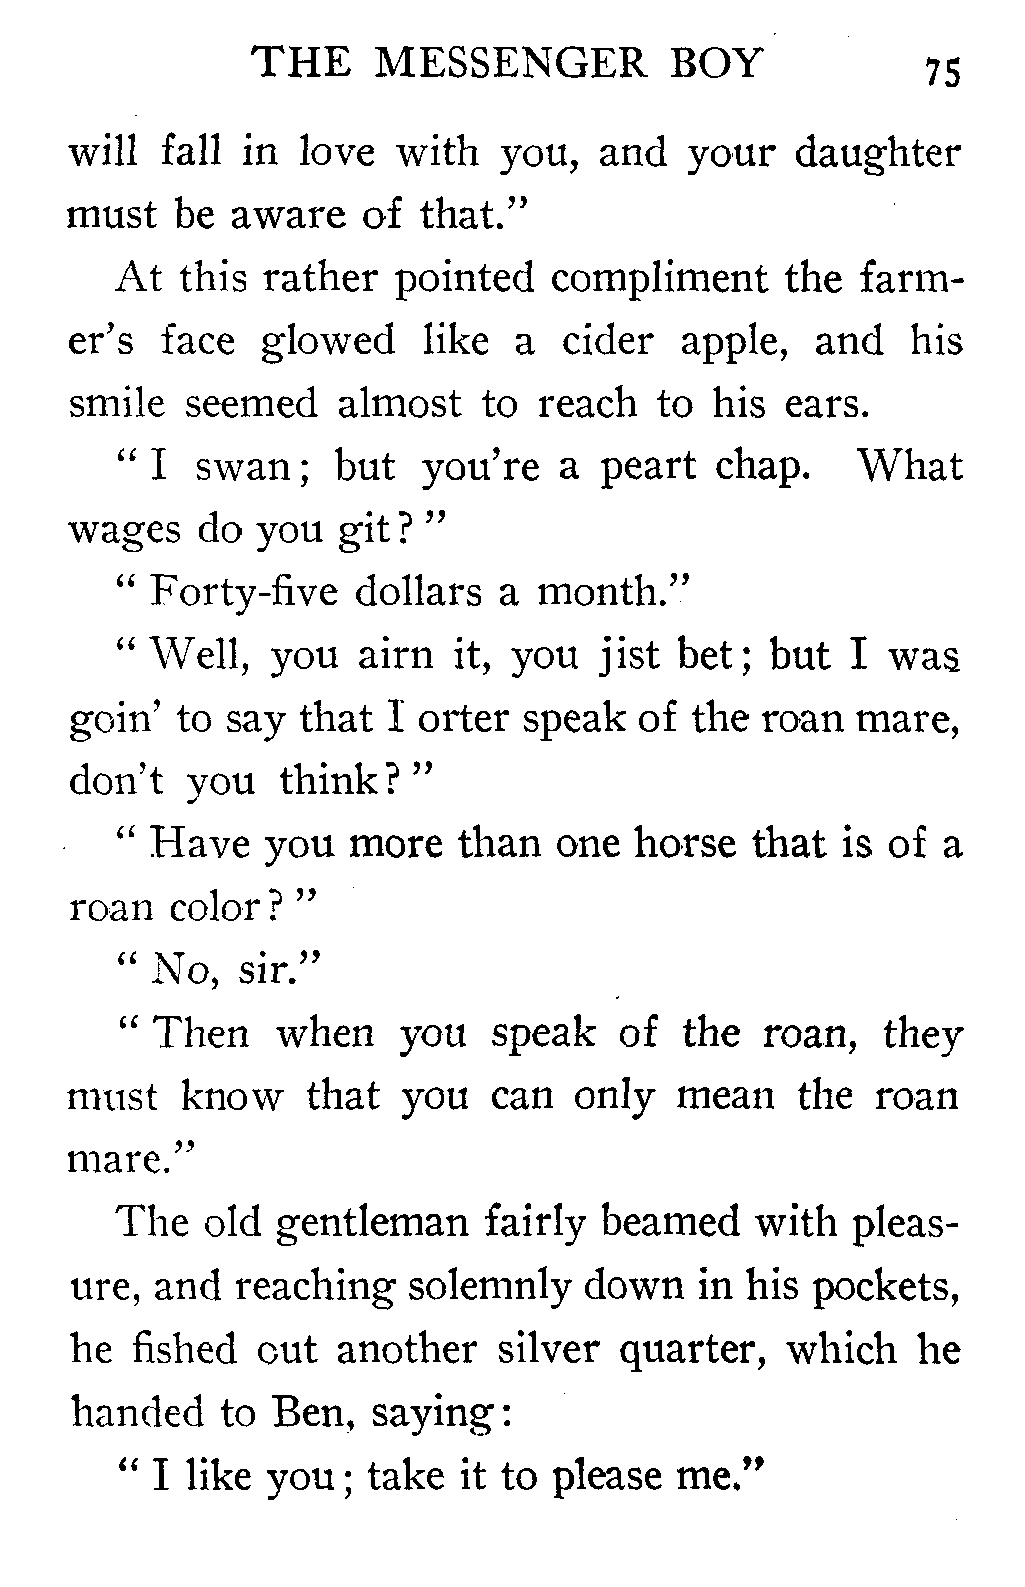 THE MESSENGER BOY 75
will fall in love with you, and your daughter
must be aware of that."
At this rather pointed compliment the farm-
er's face glowed like a cider apple, and his
smile seemed almost to reach to his ears.
" I swan; but you're a peart chap. What
wages do you git? "
" Forty-five dollars a month."
" Well, you airn it, you jist bet; but I was
goin' to say that I orter speak of the roan mare,
don't you think? "
" Have you more than one horse that is of a
roan color? "
" No, sir."
" Then when you speak of the roan, they
must know that you can only mean the roan
mare."
The old gentleman fairly beamed with pleas-
ure, and reaching solemnly down in his pockets,
he fished out another silver quarter, which he
handed to Ben, saying:
" I like you; take it to please me."